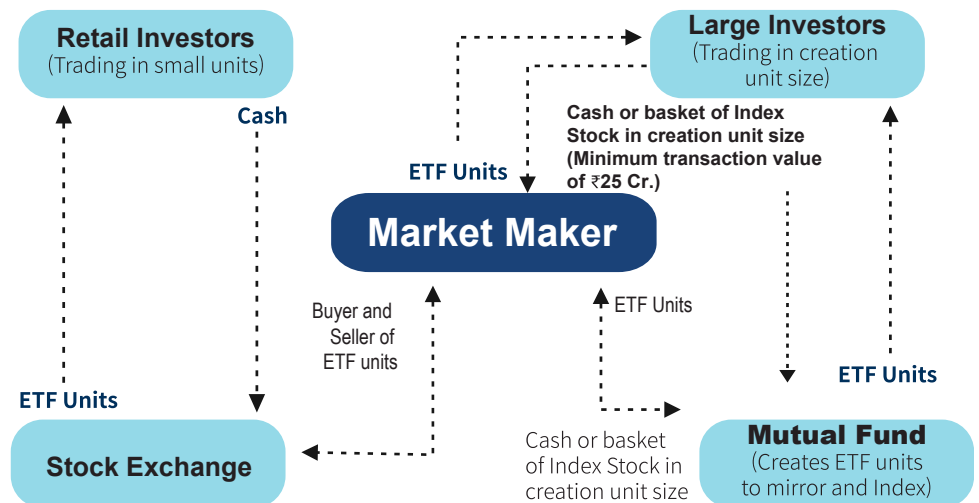 Retail Investors
(Trading in small units)
Large Investors
(Trading in creation
unit size)
Cash
Cash or basket of Index
Stock in creation unit size
(Minimum transaction value
of ₹25 Cr.)
ETF Units
Market Maker
Buyer and
Seller of
ETF units
ETF Units
ETF Units
ETF Units
Stock Exchange
Cash or basket
of Index Stock in
creation unit size
Mutual Fund
(Creates ETF units
to mirror and Index)